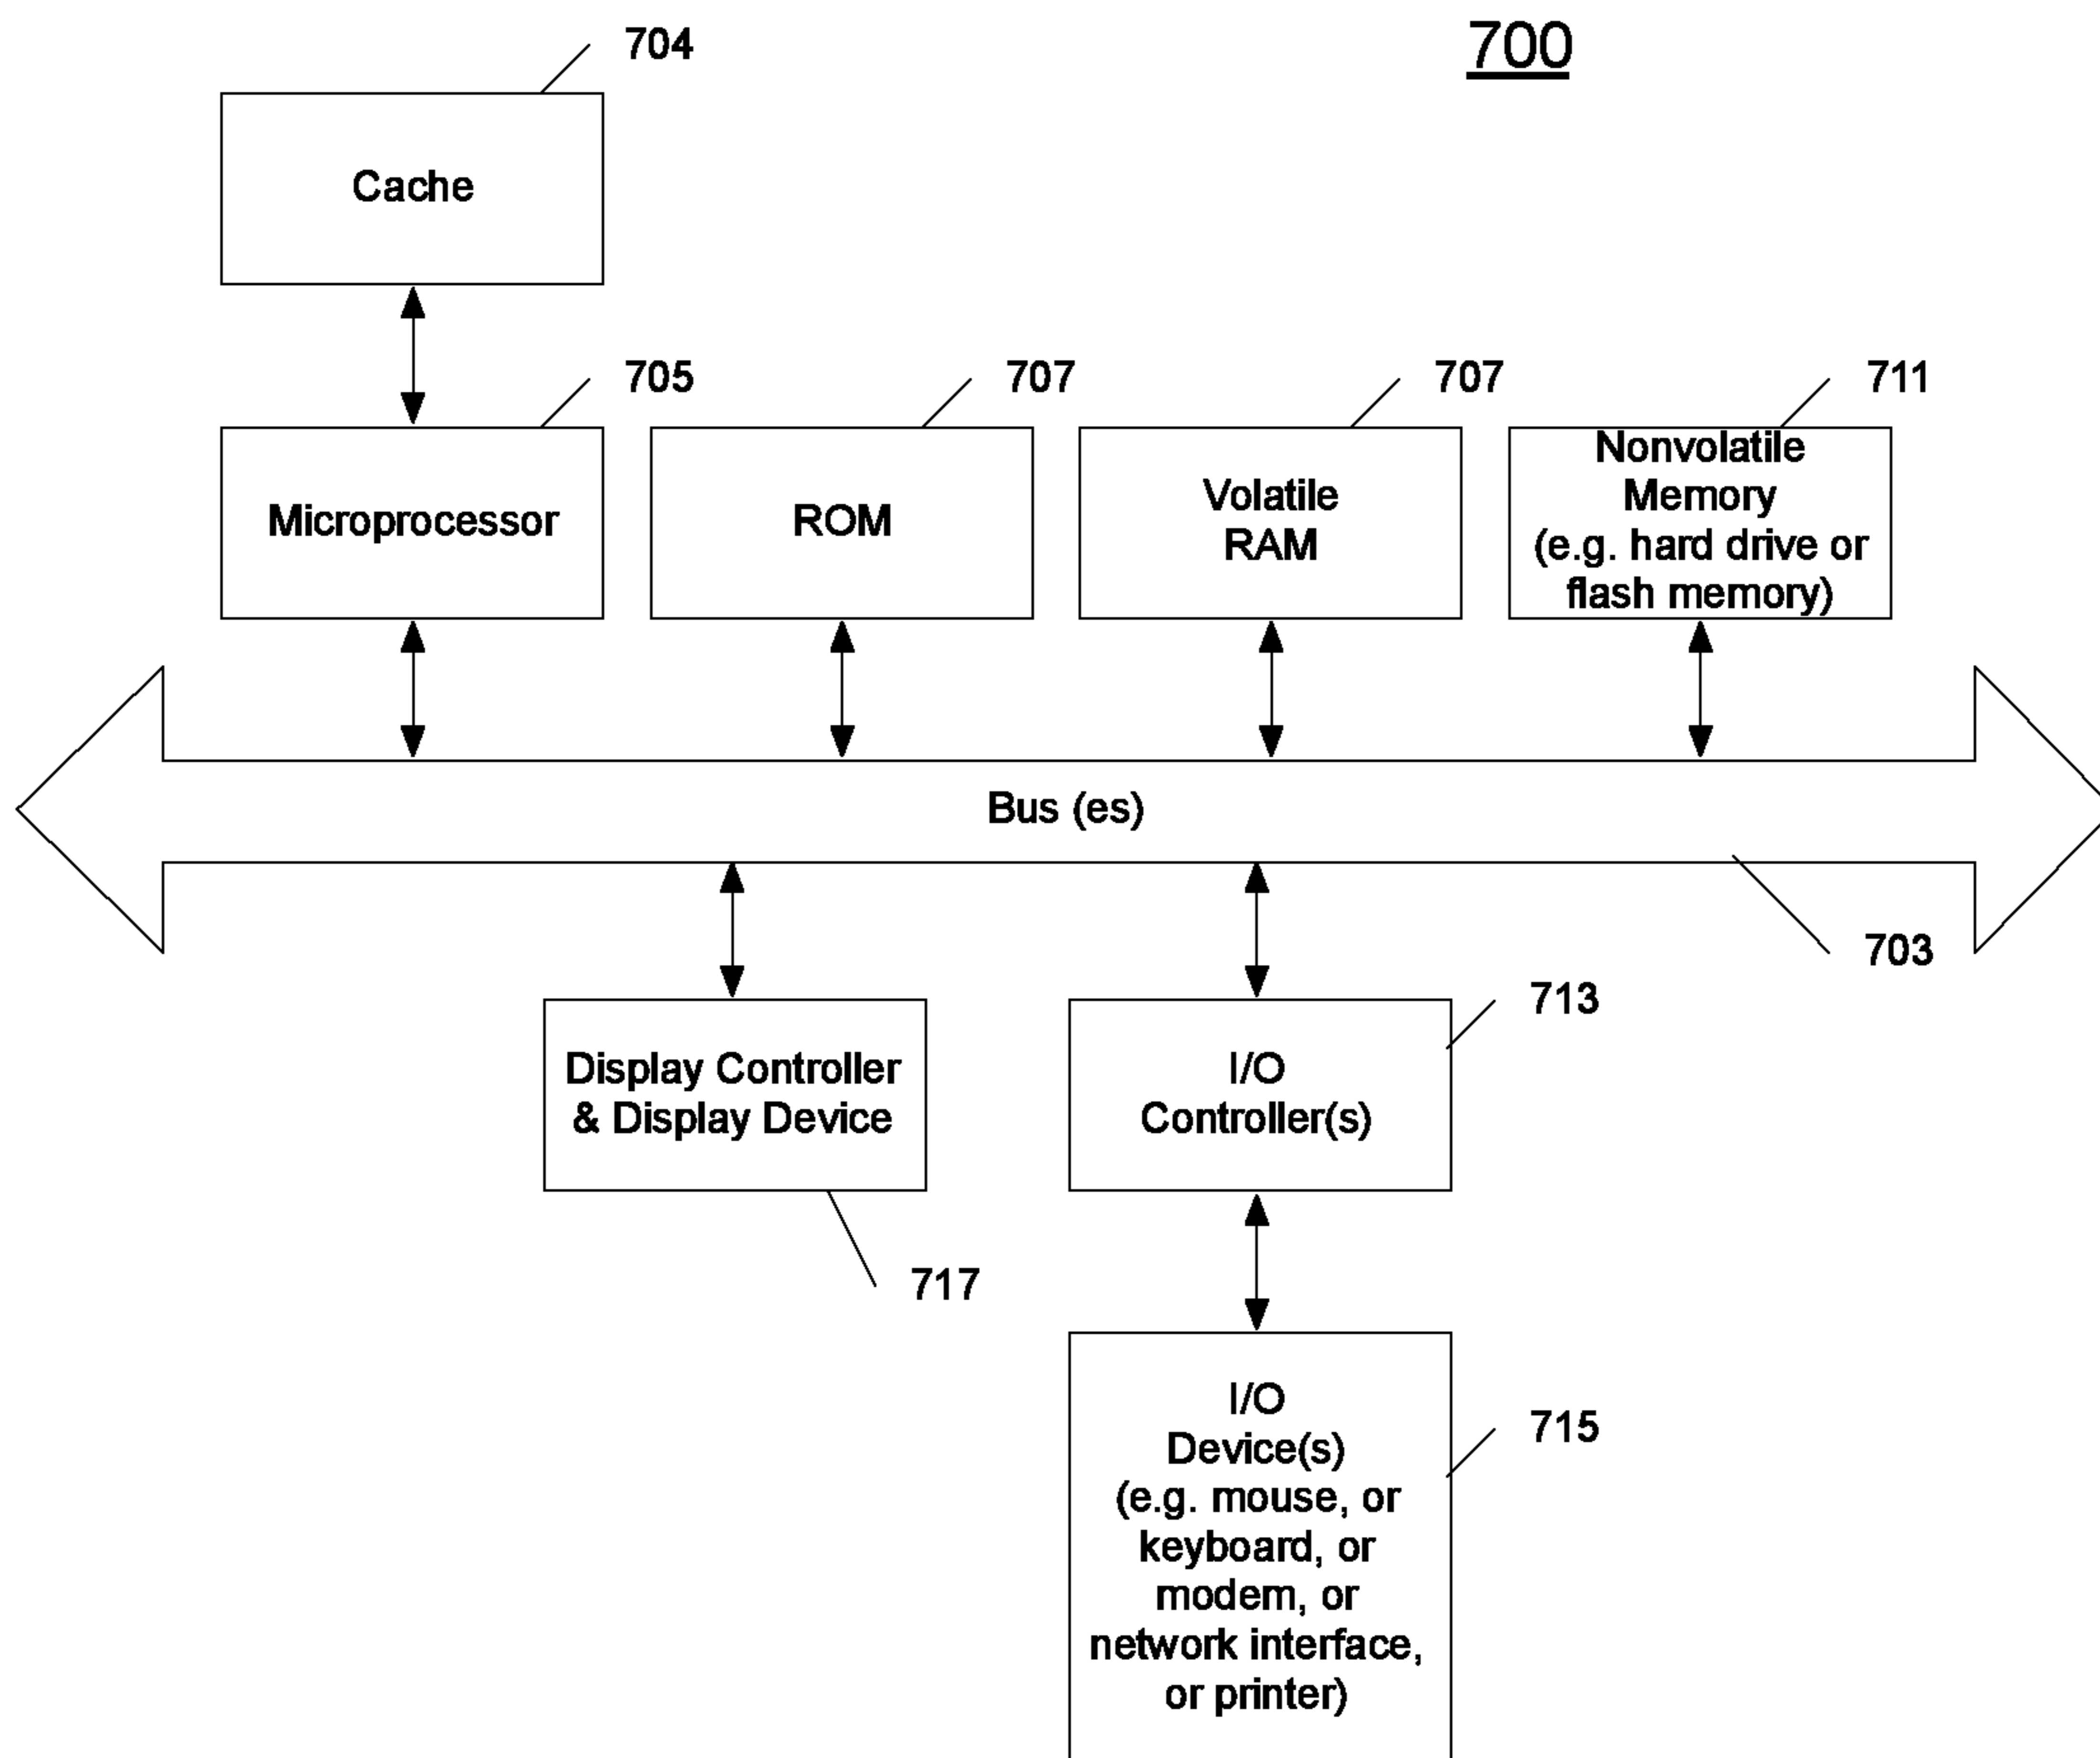 700
704
Cache
705
707
707
711
Microprocessor
ROM
Volatile
RAM
Nonvolatile
Memory
(e.g. hard drive or
flash memory)
Bus (es)
703
713
Display Controller
& Display Device
I/O
Controller(s)
717
715
I/O
Device(s)
(e.g. mouse, or
keyboard, or
modem, or
network interface,
or printer)